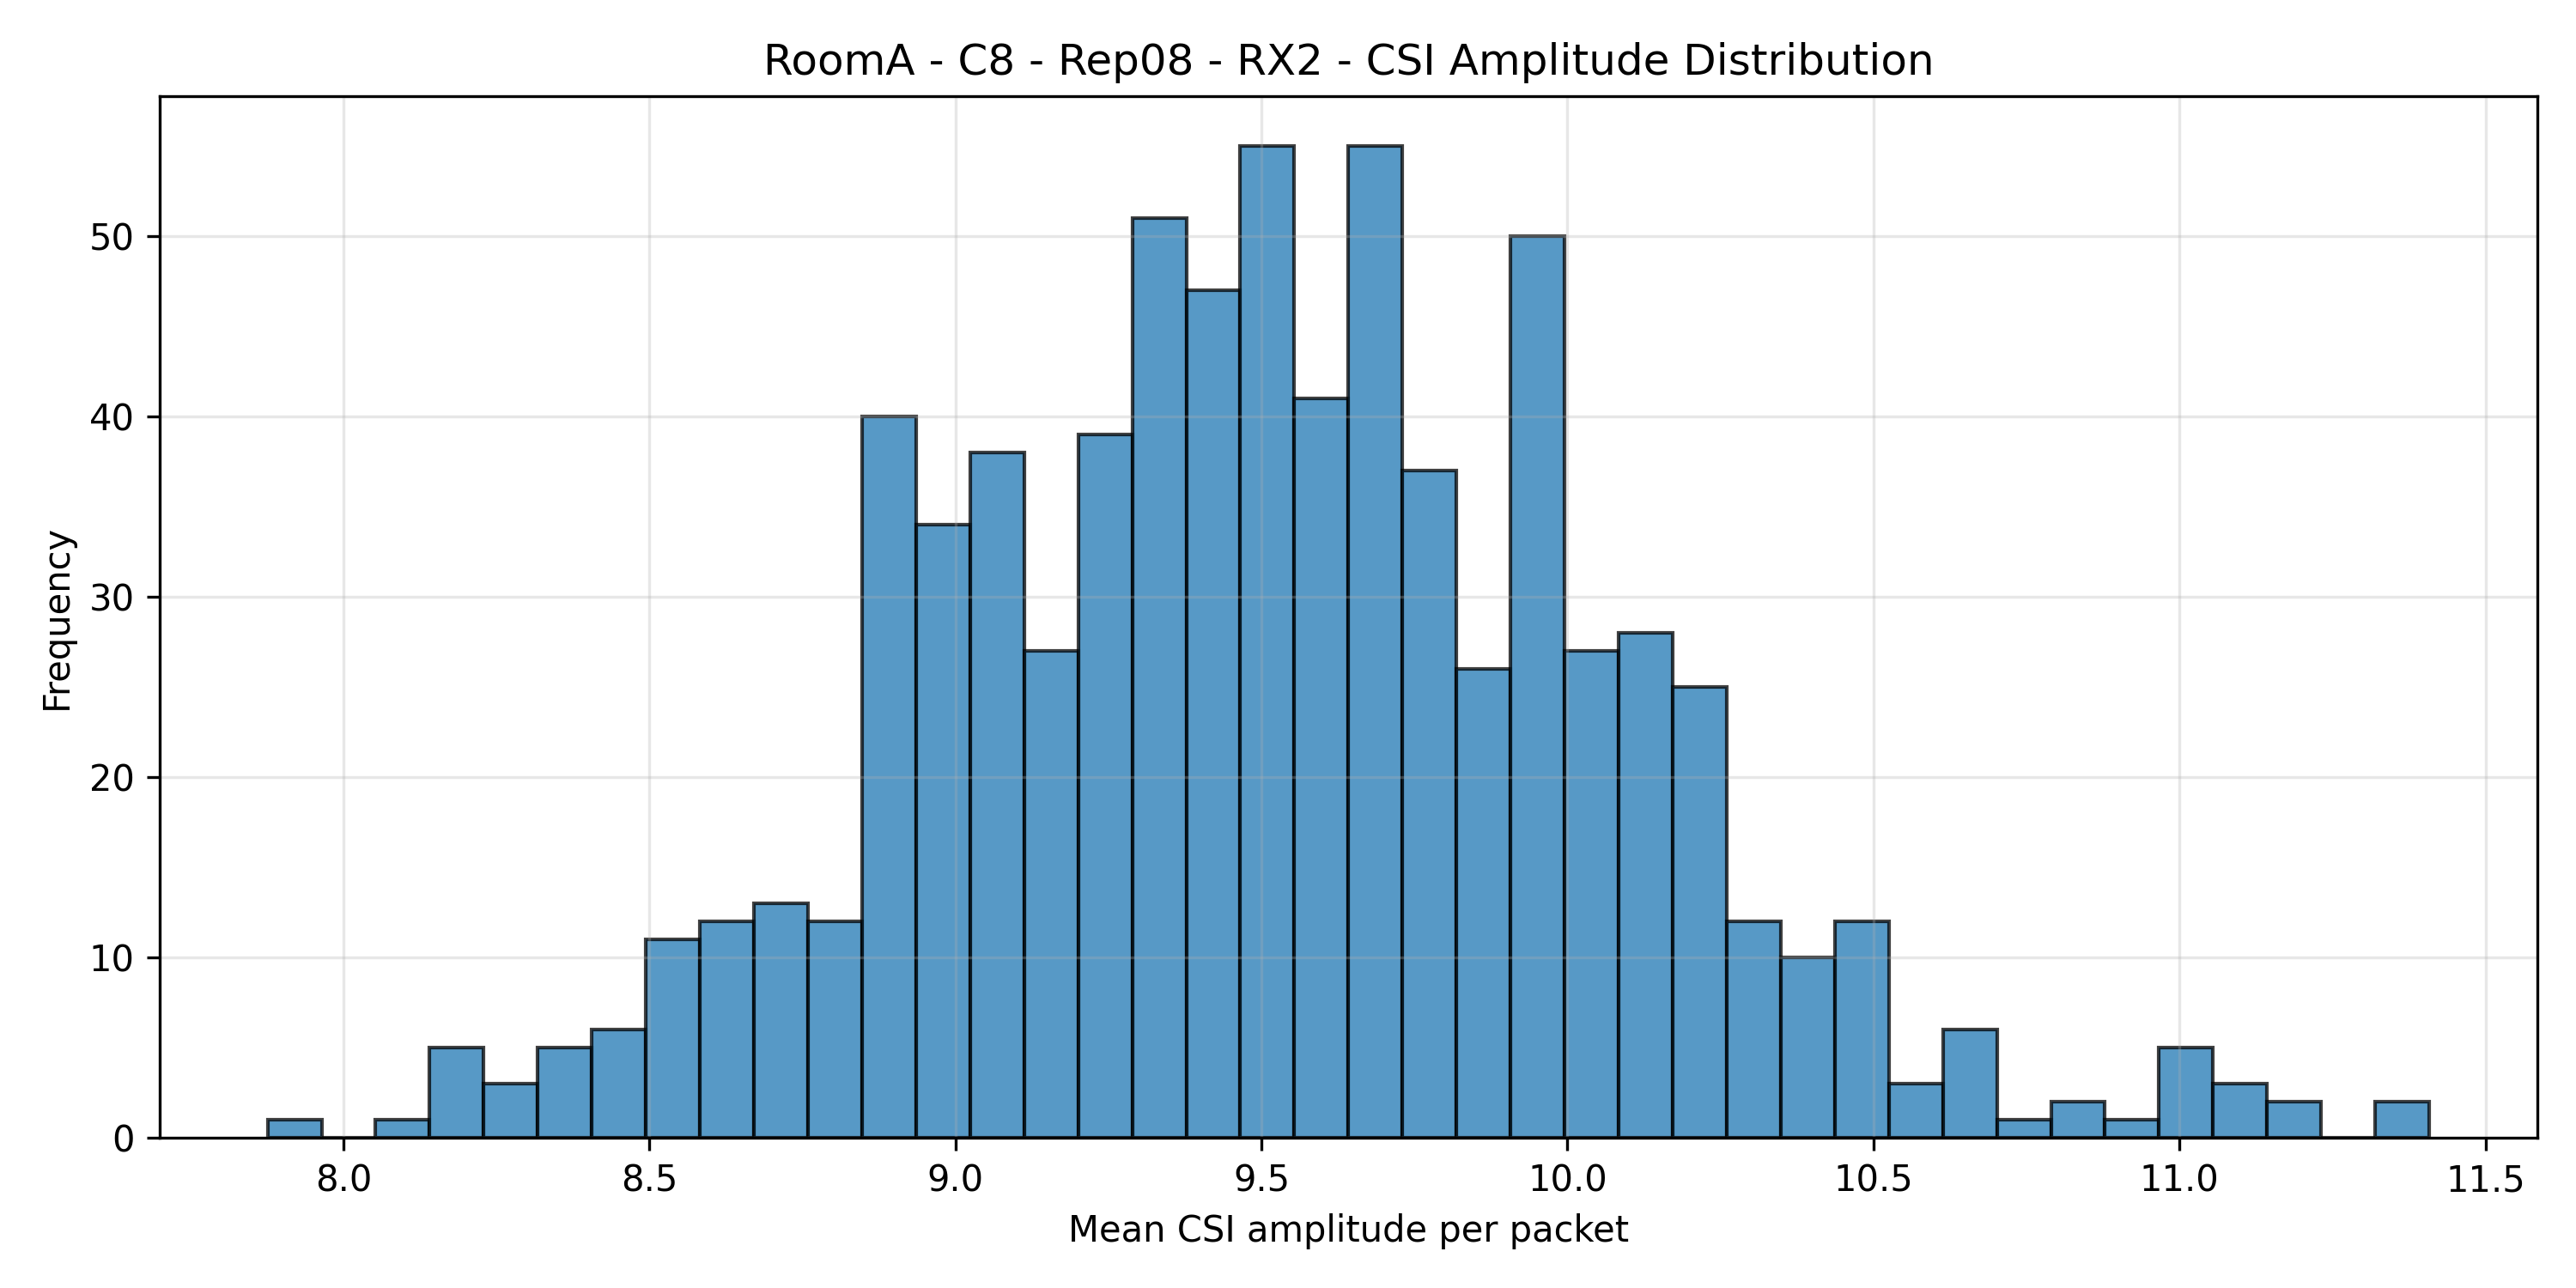 RoomA - C8 - Rep08 - RX2 - CSI Amplitude Distribution
Frequency
50
40
30
20
10
0
8.0 8.5 9.0 9.5 10.0 10.5 11.0 11.5
Mean CSI amplitude per packet